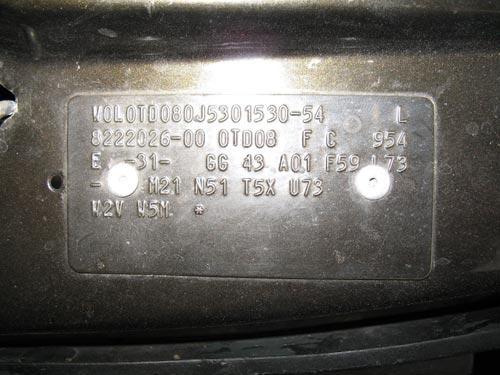 W0L0TD080J5301530-54 L
8222026-00 0TD08 F C 954
E -31- GG 43 AQ1 F59 L73
- M21 N51 T5X U73
W2V W5M *